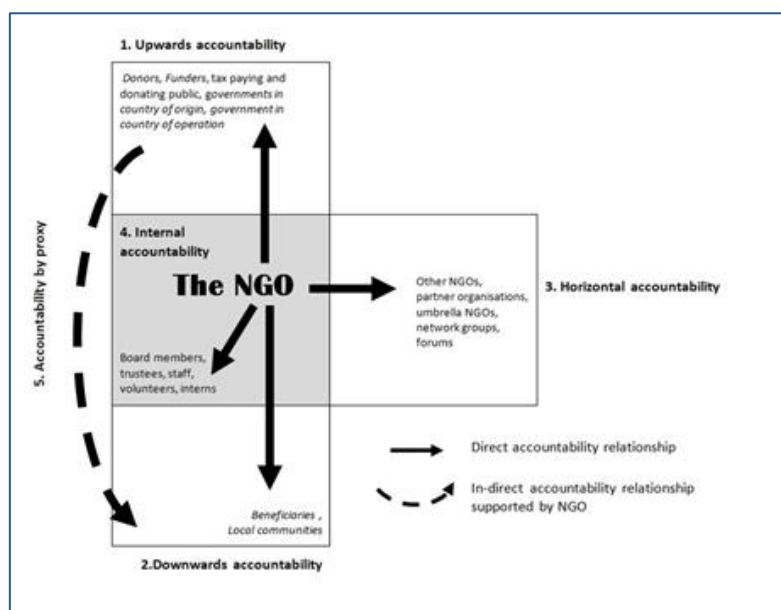 1. Upwards accountability
Donors, Funders, tax paying and
donating public, governments in
country of origin, government in
country of operation
5. Accountability by proxy
4. Internal
accountability
The NGO
Other NGOs,
partner organisations,
umbrella NGOs,
network groups,
forums
3. Horizontal accountability
Board members,
trustees, staff,
volunteers, interns
Direct accountability relationship
In-direct accountability relationship
supported by NGO
Beneficiaries ,
Local communities
2.Downwards accountability